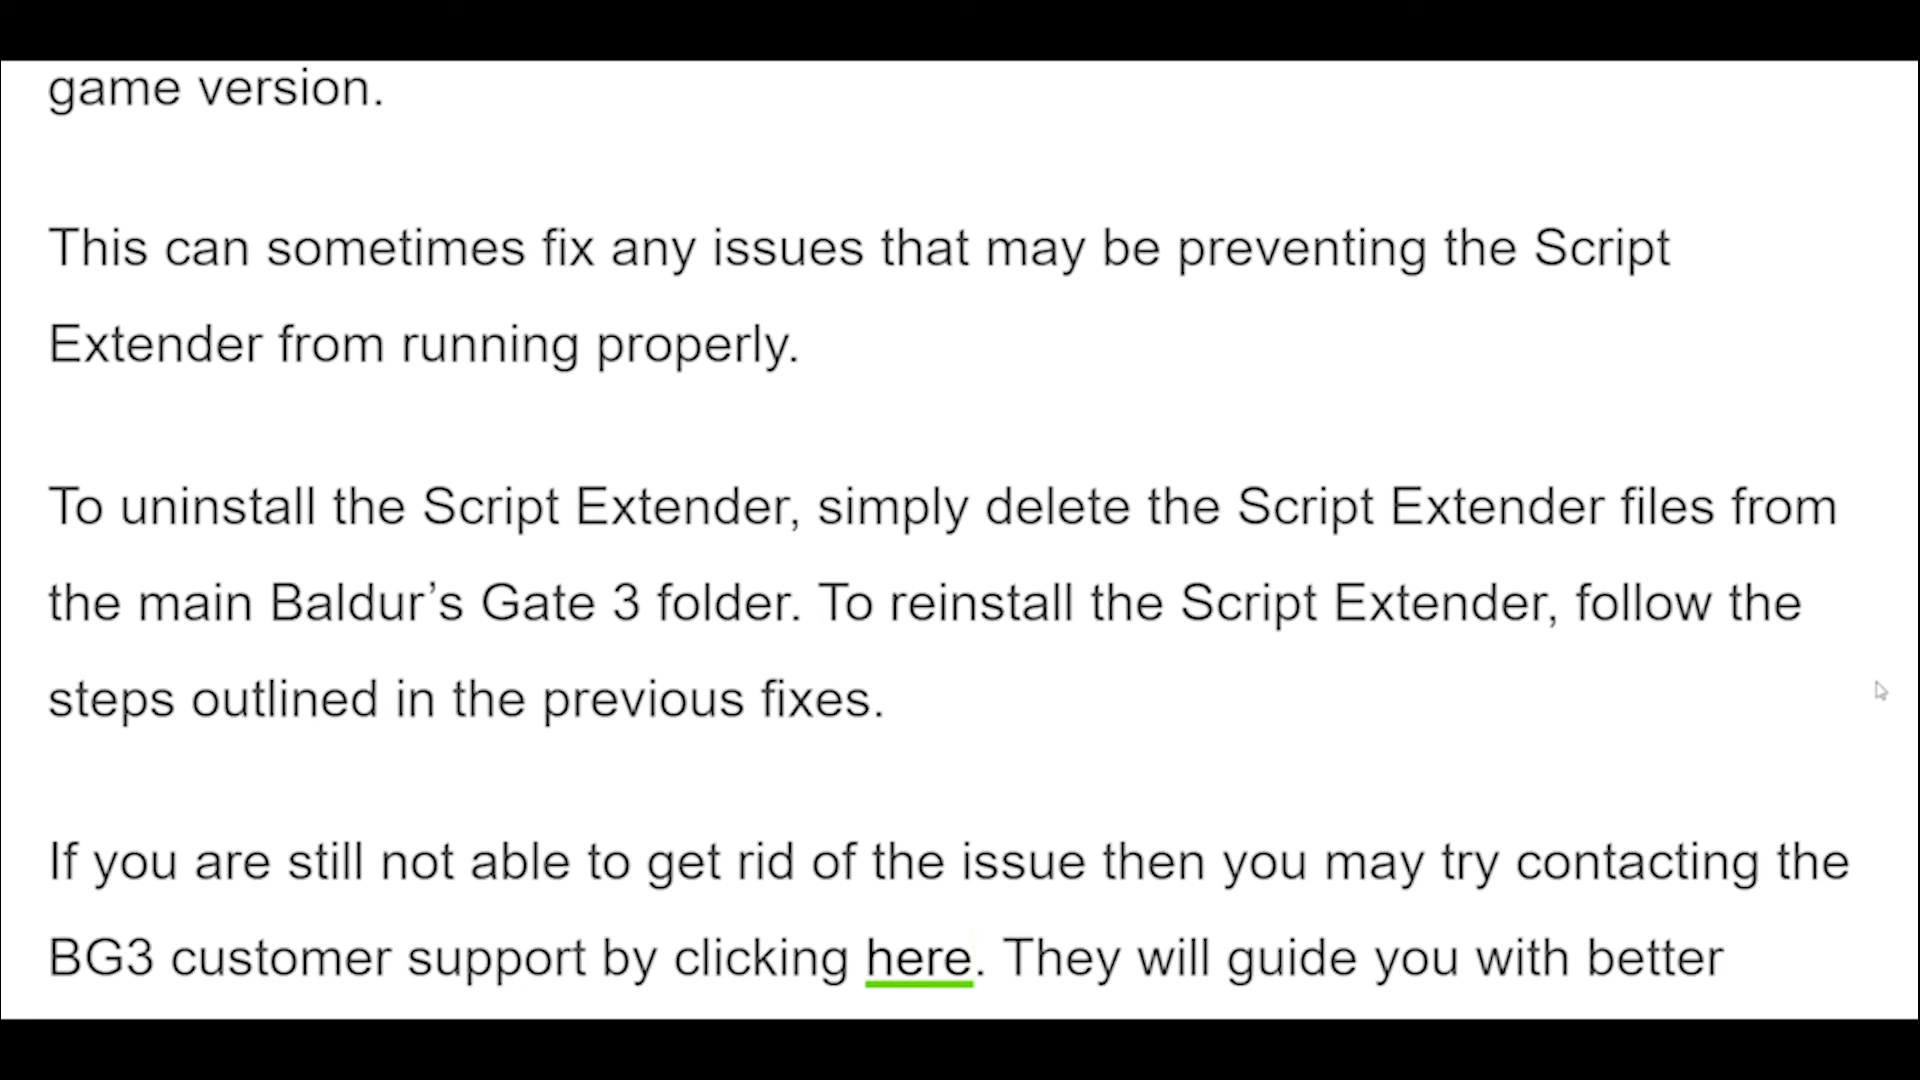 game version.
This can sometimes fix any issues that may be preventing the Script
Extender from running properly.
To uninstall the Script Extender, simply delete the Script Extender files from
the main Baldur’s Gate 3 folder. To reinstall the Script Extender, follow the
steps outlined in the previous fixes.
If you are still not able to get rid of the issue then you may try contacting the
BG3 customer support by clicking here. They will guide you with better